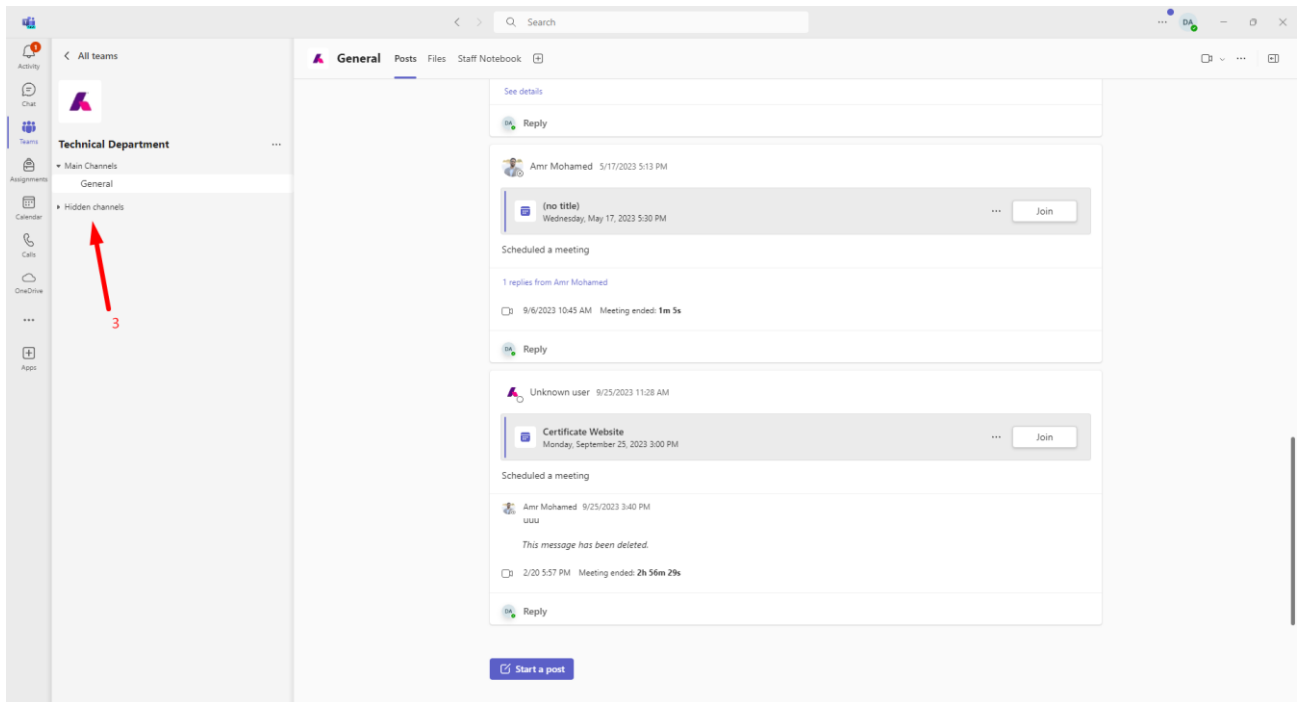 Search
DA
1
Activity
Chat
Teams
Assignments
Calendar
Calls
OneDrive
Apps
All teams
Technical Department
Main Channels
General
Hidden channels
3
General Posts Files Staff Notebook
See details
DA Reply
Amr Mohamed 5/17/2023 5:13 PM
(no title)
Wednesday, May 17, 2023 5:30 PM
Join
Scheduled a meeting
1 replies from Amr Mohamed
9/6/2023 10:45 AM Meeting ended: 1m 5s
DA Reply
Unknown user 9/25/2023 11:28 AM
Certificate Website
Monday, September 25, 2023 3:00 PM
Join
Scheduled a meeting
Amr Mohamed 9/25/2023 3:40 PM
uuu
This message has been deleted.
2/20 5:57 PM Meeting ended: 2h 56m 29s
DA Reply
Start a post